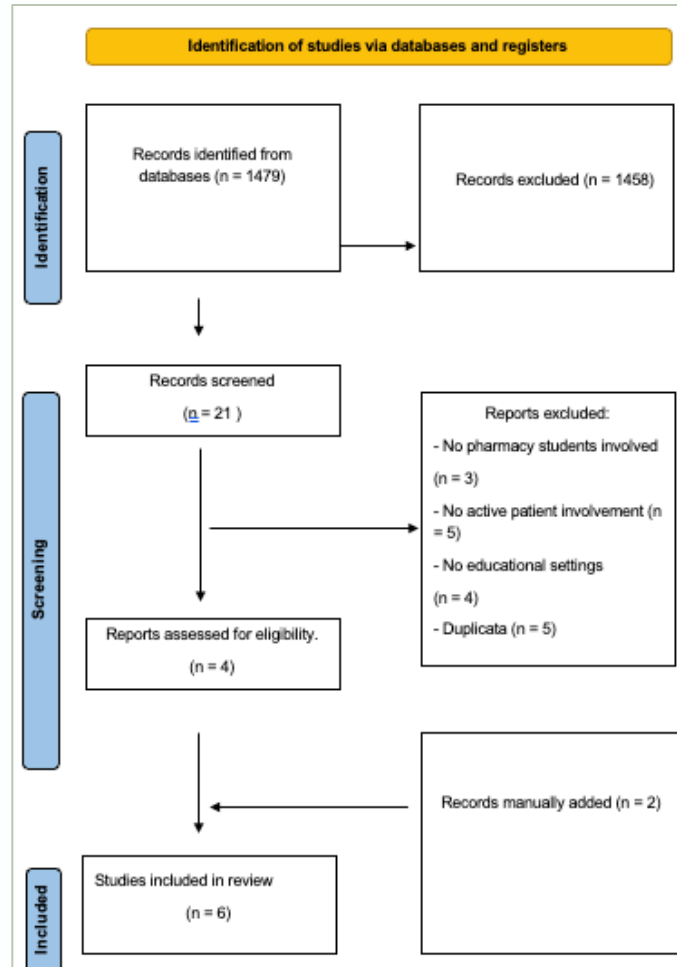 Identification of studies via databases and registers
Identification
Records identified from
databases (n = 1479)
Records excluded (n = 1458)
Screening
Records screened
(n = 21 )
Reports excluded:
- No pharmacy students involved
(n = 3)
- No active patient involvement (n
= 5)
- No educational settings
(n = 4)
- Duplicata (n = 5)
Reports assessed for eligibility.
(n = 4)
Records manually added (n = 2)
Included
Studies included in review
(n = 6)